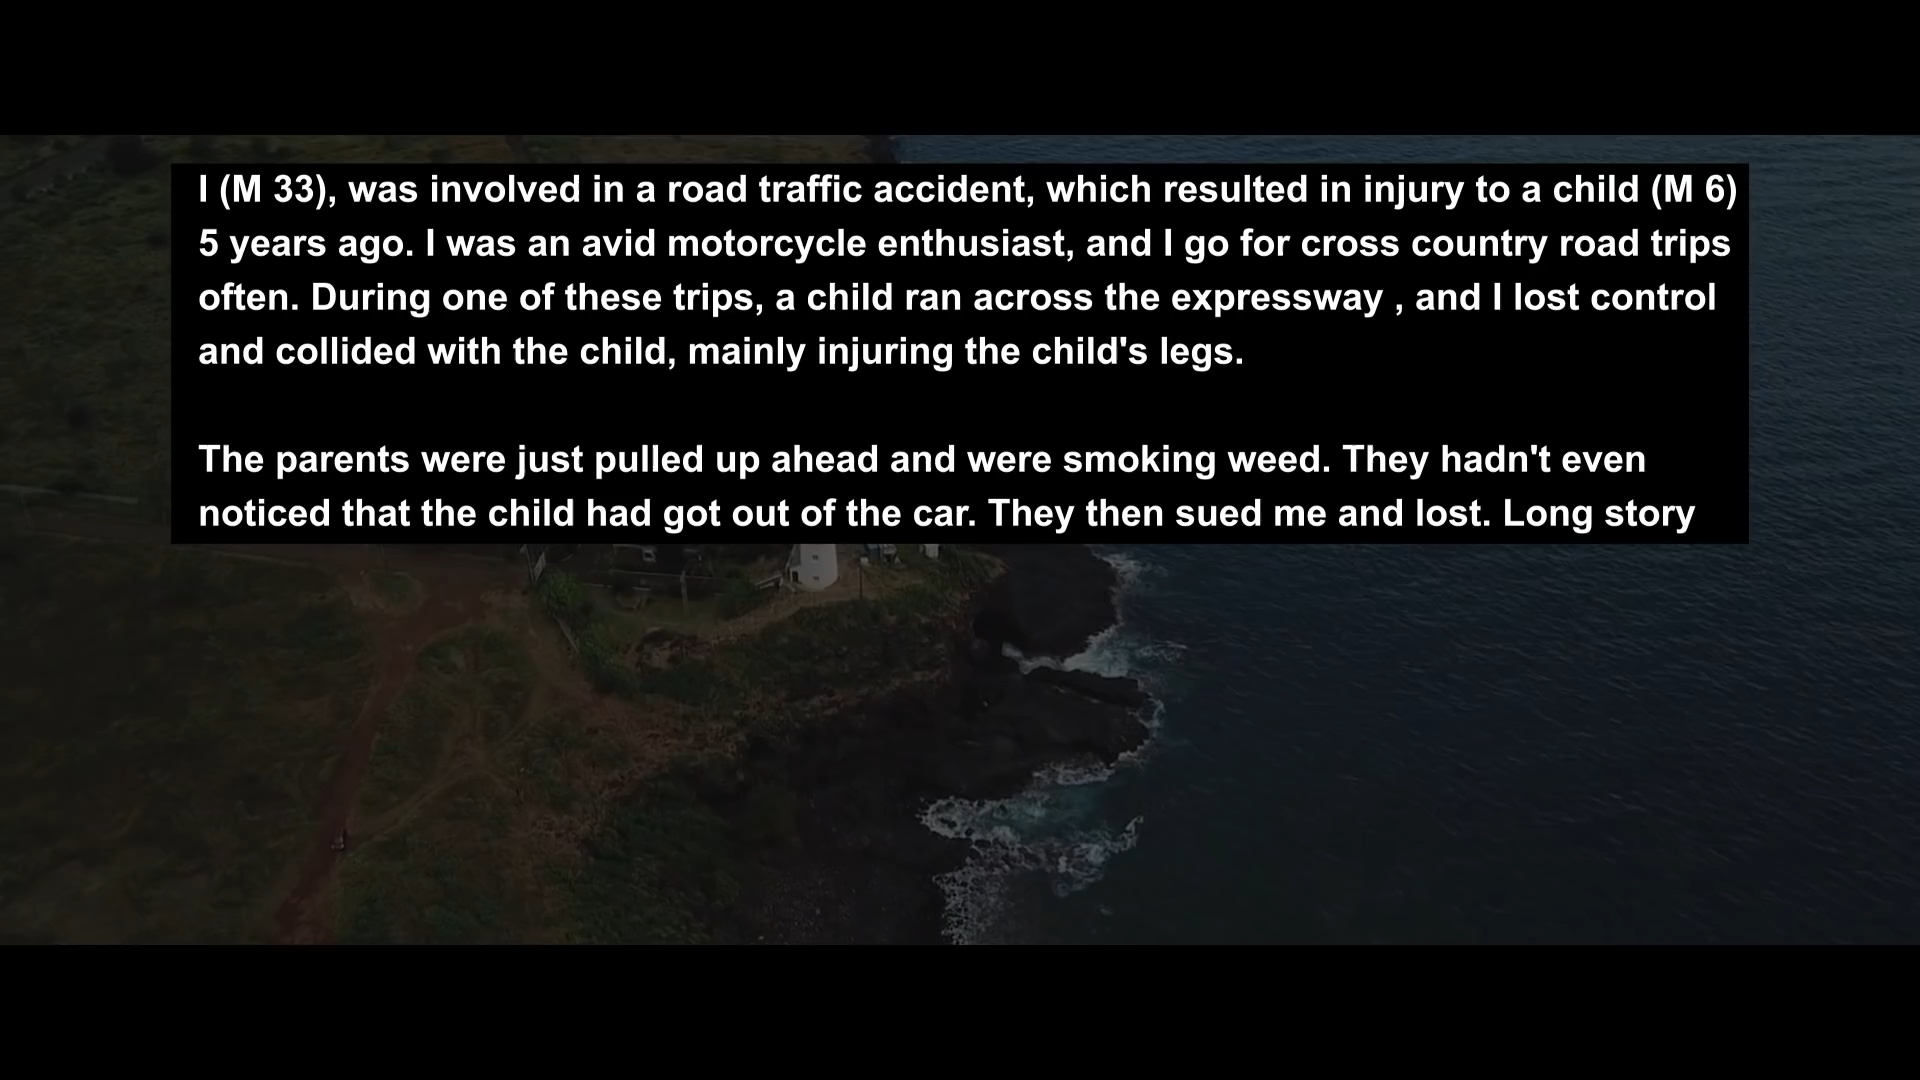 I (M 33), was involved in a road traffic accident, which resulted in injury to a child (M 6)
5 years ago. I was an avid motorcycle enthusiast, and I go for cross country road trips
often. During one of these trips, a child ran across the expressway , and I lost control
and collided with the child, mainly injuring the child's legs.
The parents were just pulled up ahead and were smoking weed. They hadn't even
noticed that the child had got out of the car. They then sued me and lost. Long story